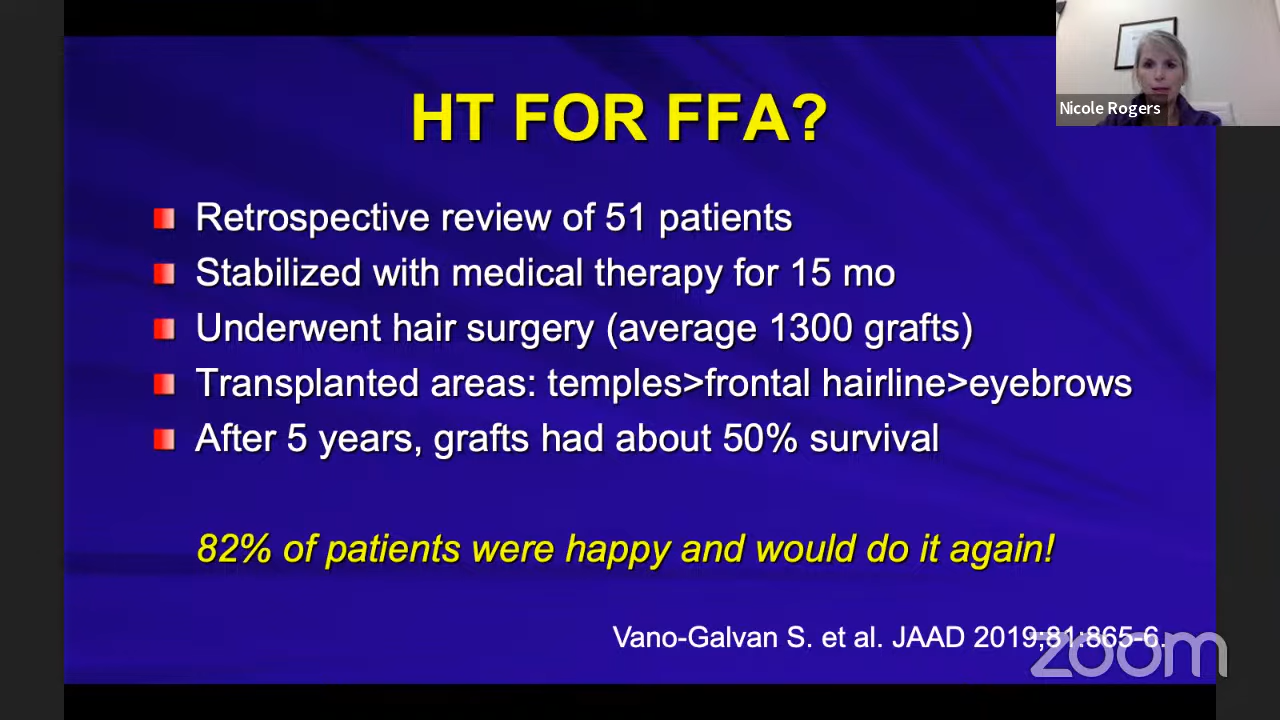 Nicole Rogers
HT FOR FFA?
Retrospective review of 51 patients
Stabilized with medical therapy for 15 mo
Underwent hair surgery (average 1300 grafts)
Transplanted areas: temples>frontal hairline>eyebrows
After 5 years, grafts had about 50% survival
82% of patients were happy and would do it again!
Vano-Galvan S. et al. JAAD 2019;81:865-6.
zoom